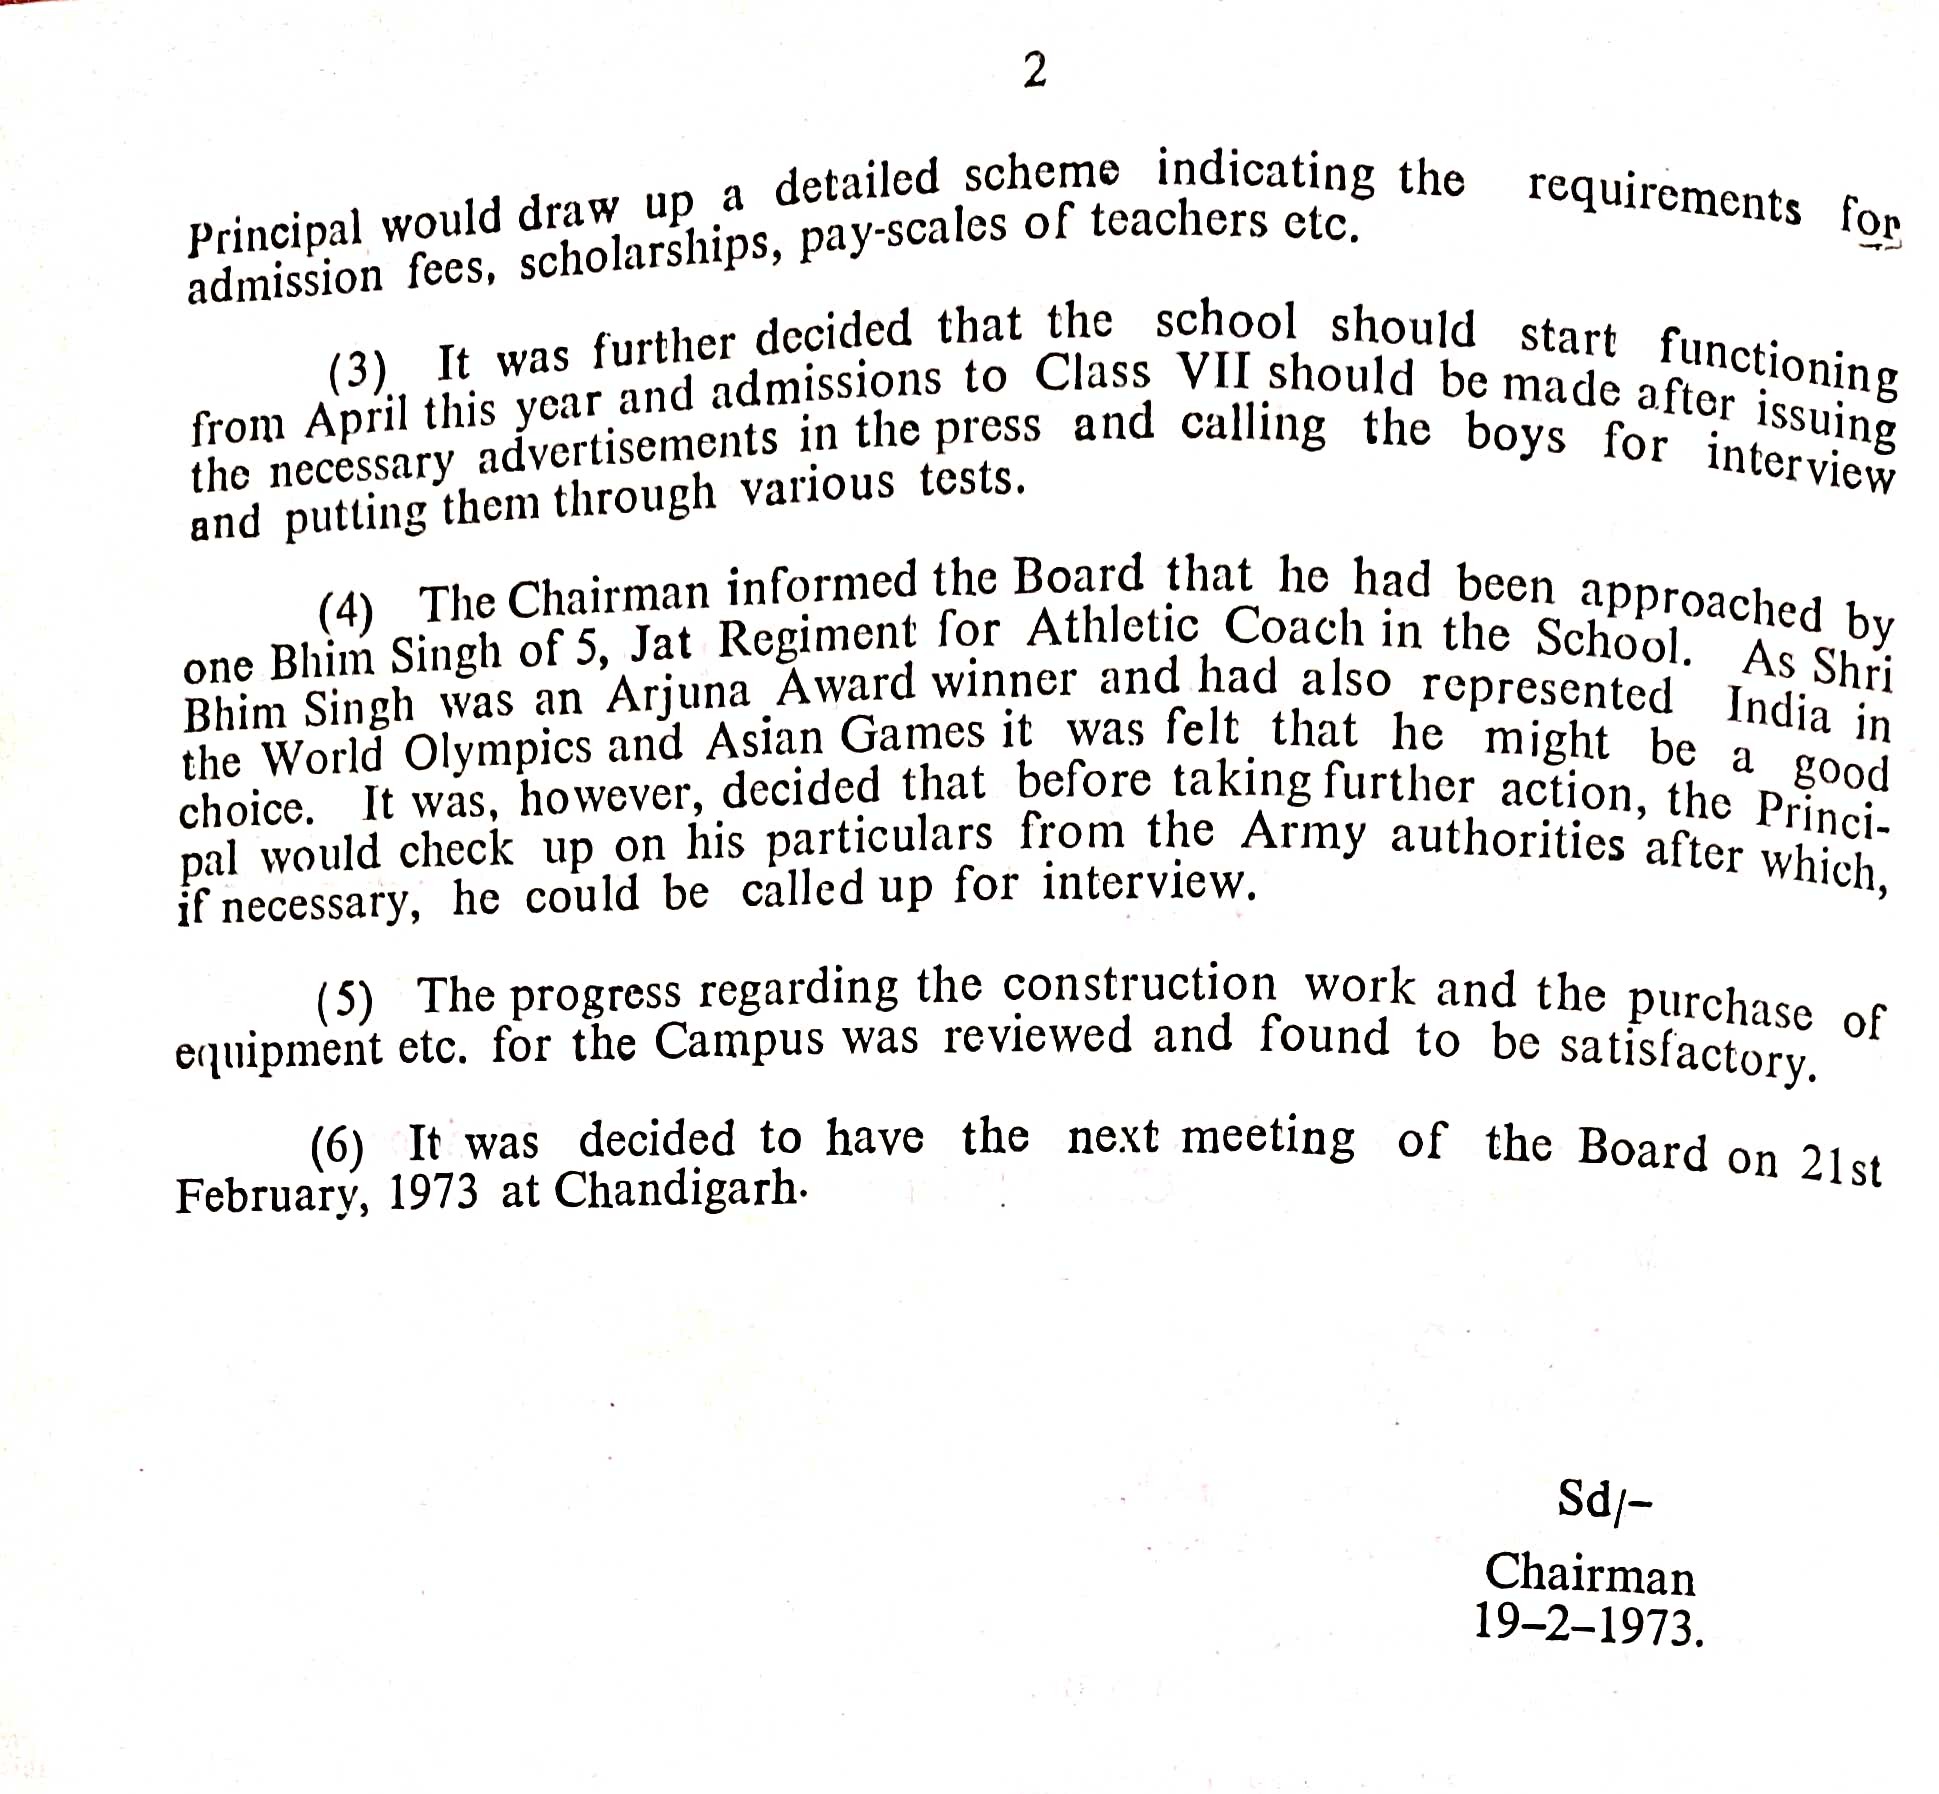 2
Principal would draw up a detailed scheme indicating the requirements for
admission fees, scholarships, pay-scales of teachers etc.
(3) It was further decided that the school should start functioning
from April this year and admissions to Class VII should be made after issuing
the necessary advertisements in the press and calling the boys for interview
and putting them through various tests.
(4) The Chairman informed the Board that he had been approached by
one Bhim Singh of 5, Jat Regiment for Athletic Coach in the School. As Shri
Bhim Singh was an Arjuna Award winner and had also represented India in
the World Olympics and Asian Games it was felt that he might be a good
choice. It was, however, decided that before taking further action, the Princi-
pal would check up on his particulars from the Army authorities after which,
if necessary, he could be called up for interview.
(5) The progress regarding the construction work and the purchase of
equipment etc. for the Campus was reviewed and found to be satisfactory.
(6) It was decided to have the next meeting of the Board on 21st
February, 1973 at Chandigarh.
Sd/–
Chairman
19–2–1973.